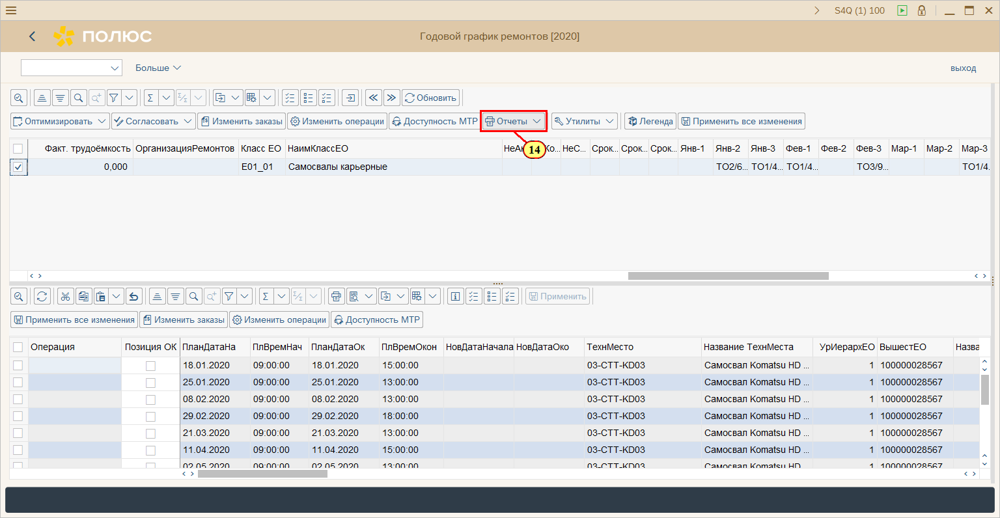 S4Q (1) 100
ПОЛЮС
Годовой график ремонтов [2020]
Больше
выход
Обновить
Оптимизировать Согласовать Изменить заказы Изменить операции Доступность МТР Отчеты Утилиты Легенда Применить все изменения
14
Факт. трудоёмкость ОрганизацияРемонтов Класс ЕО НаимКлассЕО НеАк Ко... НеС... Срок... Срок... Срок... Янв-1 Янв-2 Янв-3 Фев-1 Фев-2 Фев-3 Мар-1 Мар-2 Мар-3
0,000 E01_01 Самосвалы карьерные ТО2/6... ТО1/4... ТО1/4... ТО3/9... ТО1/4...
Применить
Применить все изменения Изменить заказы Изменить операции Доступность МТР
Операция Позиция ОК ПланДатаНа ПлВремНач ПланДатаОк ПлВремОкон НовДатаНачала НовДатаОко ТехнМесто Название ТехнМеста УрИерархЕО ВышестЕО Назва
18.01.2020 09:00:00 18.01.2020 15:00:00 03-СТТ-KD03 Самосвал Komatsu HD ... 1 100000028567
25.01.2020 09:00:00 25.01.2020 13:00:00 03-СТТ-KD03 Самосвал Komatsu HD ... 1 100000028567
08.02.2020 09:00:00 08.02.2020 13:00:00 03-СТТ-KD03 Самосвал Komatsu HD ... 1 100000028567
29.02.2020 09:00:00 29.02.2020 18:00:00 03-СТТ-KD03 Самосвал Komatsu HD ... 1 100000028567
21.03.2020 09:00:00 21.03.2020 13:00:00 03-СТТ-KD03 Самосвал Komatsu HD ... 1 100000028567
11.04.2020 09:00:00 11.04.2020 15:00:00 03-СТТ-KD03 Самосвал Komatsu HD ... 1 100000028567
02.05.2020 09:00:00 02.05.2020 13:00:00 03-СТТ-KD03 Самосвал Komatsu HD ... 1 100000028567